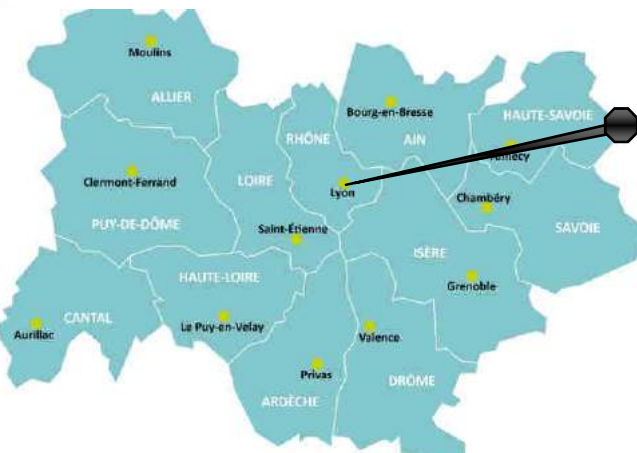 Moulins
ALLIER
Bourg-en-Bresse
HAUTE-SAVOIE
RHÔNE
AIN
Clermont-Ferrand
LOIRE
Lyon
Chambéry
PUY-DE-DÔME
Saint-Étienne
SAVOIE
ISÈRE
HAUTE-LOIRE
Grenoble
CANTAL
Le Puy-en-Velay
Aurillac
Valence
Privas
DRÔME
ARDÈCHE